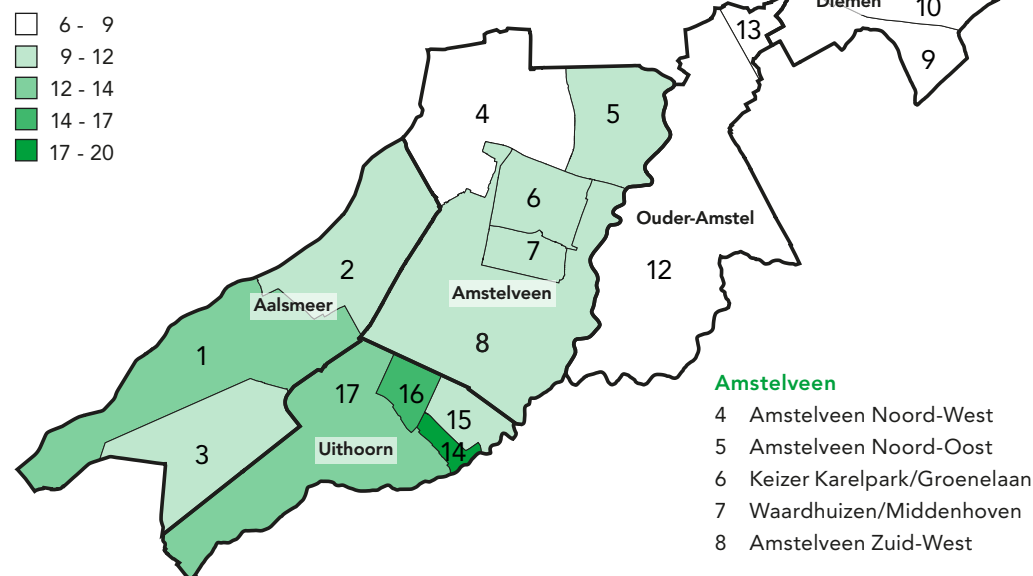 6 - 9
9 - 12
12 - 14
14 - 17
17 - 20
Diemen
10
13
9
4
5
6
Ouder-Amstel
7
2
12
Amstelveen
Aalsmeer
8
1
17
16
15
Uithoorn
14
3
Amstelveen
4 Amstelveen Noord-West
5 Amstelveen Noord-Oost
6 Keizer Karelpark/Groenelaan
7 Waardhuizen/Middenhoven
8 Amstelveen Zuid-West